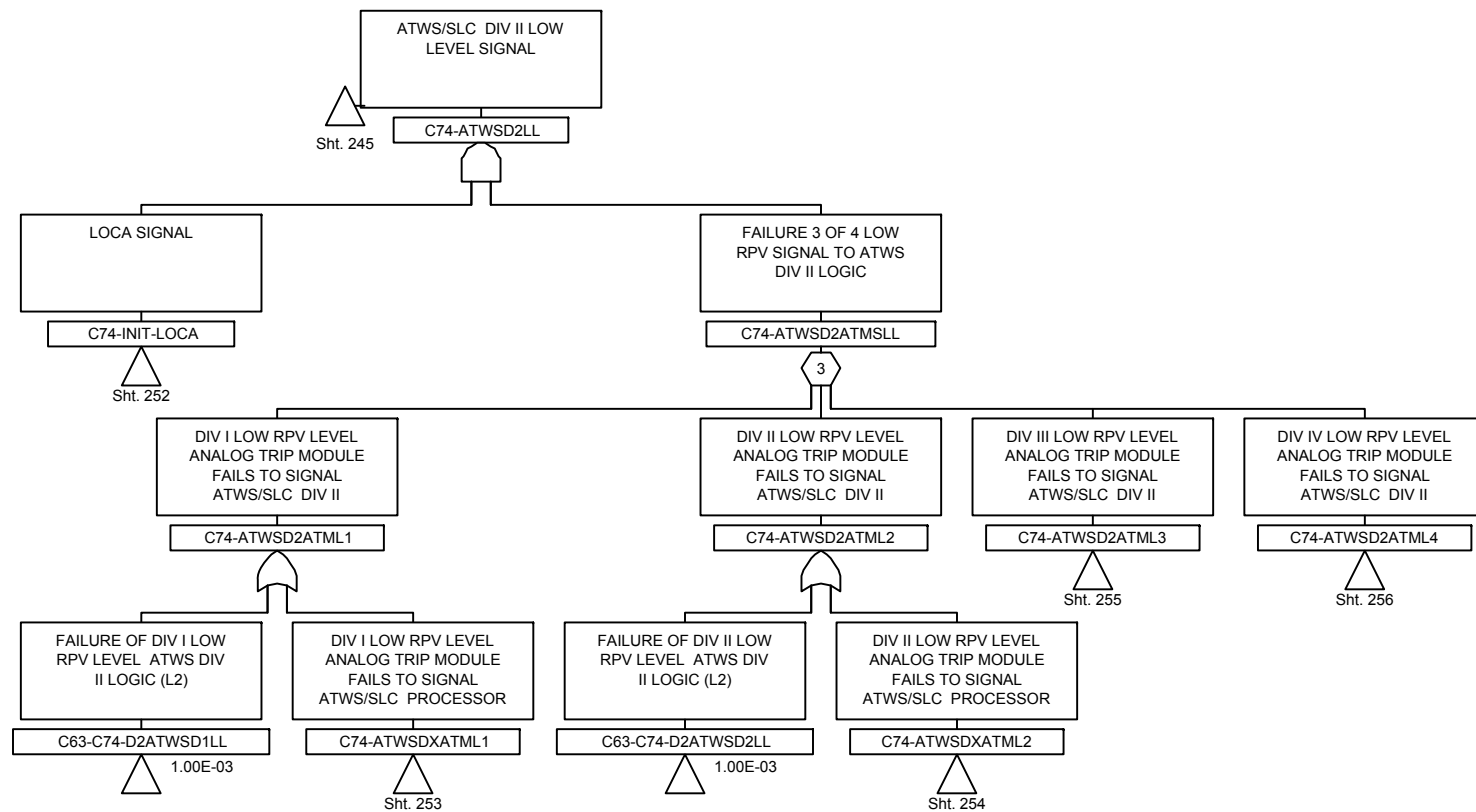 ATWS/SLC DIV II LOW
LEVEL SIGNAL
Sht. 245
C74-ATWSD2LL
LOCA SIGNAL
C74-INIT-LOCA
Sht. 252
FAILURE 3 OF 4 LOW
RPV SIGNAL TO ATWS
DIV II LOGIC
C74-ATWSD2ATMSLL
3
DIV I LOW RPV LEVEL
ANALOG TRIP MODULE
FAILS TO SIGNAL
ATWS/SLC DIV II
C74-ATWSD2ATML1
DIV II LOW RPV LEVEL
ANALOG TRIP MODULE
FAILS TO SIGNAL
ATWS/SLC DIV II
C74-ATWSD2ATML2
DIV III LOW RPV LEVEL
ANALOG TRIP MODULE
FAILS TO SIGNAL
ATWS/SLC DIV II
C74-ATWSD2ATML3
Sht. 255
DIV IV LOW RPV LEVEL
ANALOG TRIP MODULE
FAILS TO SIGNAL
ATWS/SLC DIV II
C74-ATWSD2ATML4
Sht. 256
FAILURE OF DIV I LOW
RPV LEVEL ATWS DIV
II LOGIC (L2)
C63-C74-D2ATWSD1LL
1.00E-03
DIV I LOW RPV LEVEL
ANALOG TRIP MODULE
FAILS TO SIGNAL
ATWS/SLC PROCESSOR
C74-ATWSDXATML1
Sht. 253
FAILURE OF DIV II LOW
RPV LEVEL ATWS DIV
II LOGIC (L2)
C63-C74-D2ATWSD2LL
1.00E-03
DIV II LOW RPV LEVEL
ANALOG TRIP MODULE
FAILS TO SIGNAL
ATWS/SLC PROCESSOR
C74-ATWSDXATML2
Sht. 254